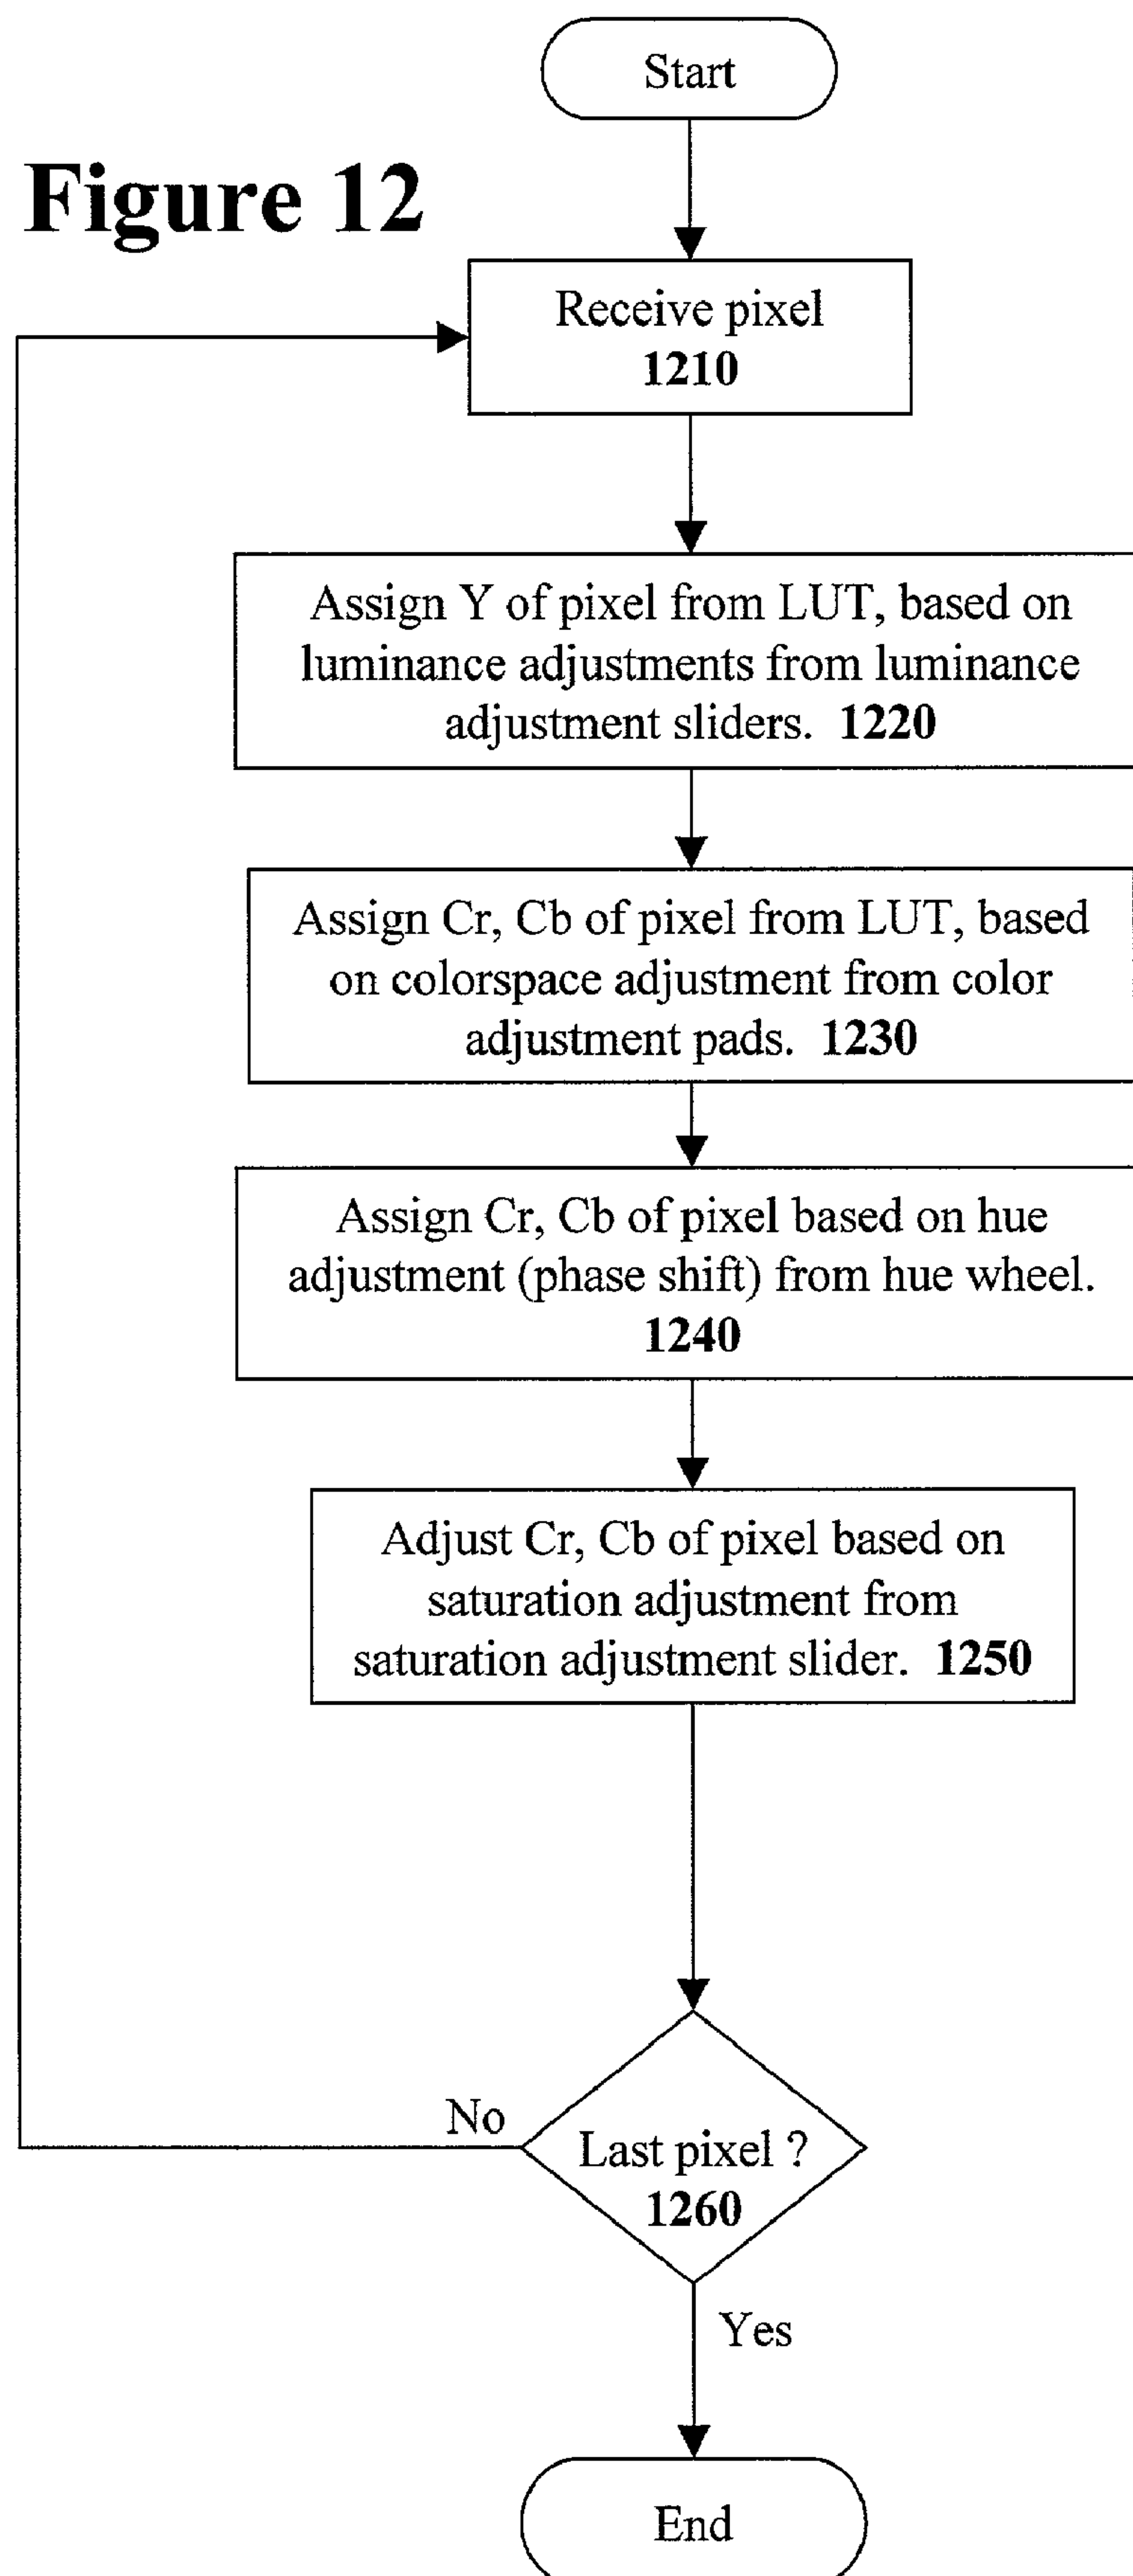 Start
Figure 12
Receive pixel
1210
Assign Y of pixel from LUT, based on
luminance adjustments from luminance
adjustment sliders. 1220
Assign Cr, Cb of pixel from LUT, based
on colorspace adjustment from color
adjustment pads. 1230
Assign Cr, Cb of pixel based on hue
adjustment (phase shift) from hue wheel.
1240
Adjust Cr, Cb of pixel based on
saturation adjustment from
saturation adjustment slider. 1250
No
Last pixel ?
1260
Yes
End